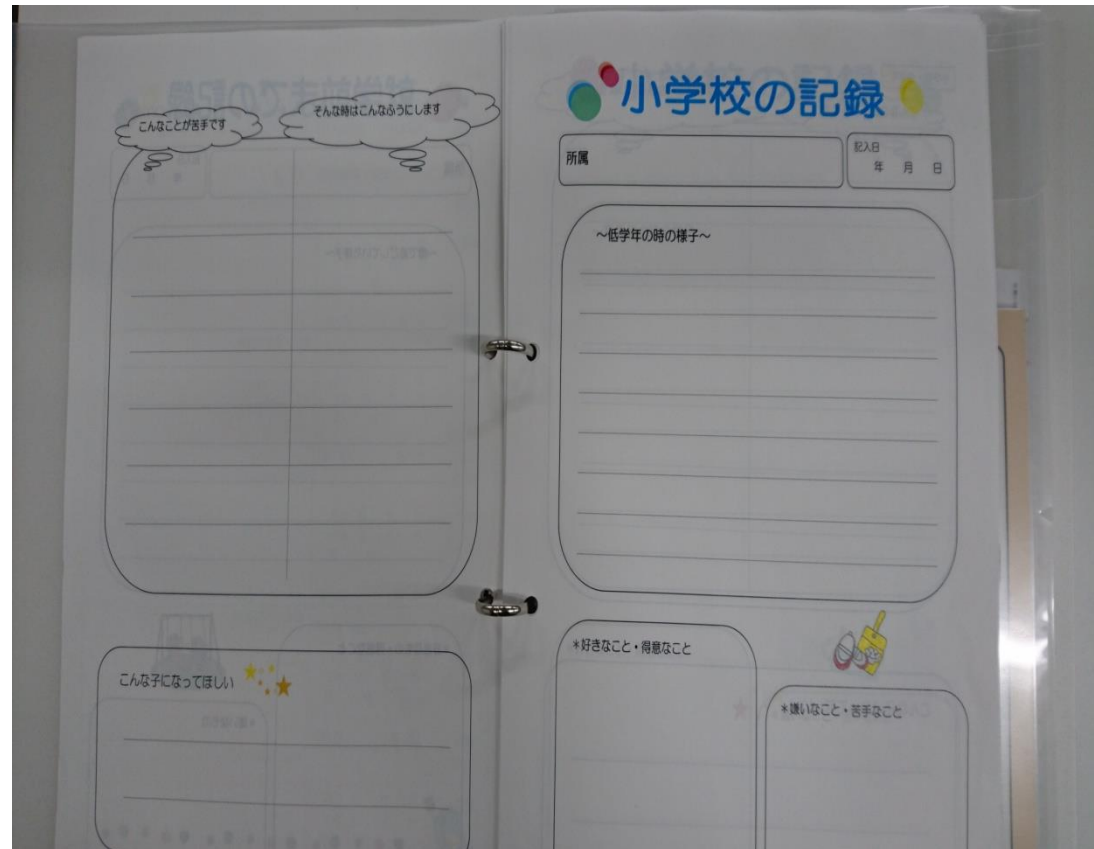 こんなことが苦手です
そんな時はこんなふうにします
こんな子になってほしい
小学校の記録
所属
記入日
年 月 日
～低学年の時の様子～
*好きなこと・得意なこと
*嫌いなこと・苦手なこと